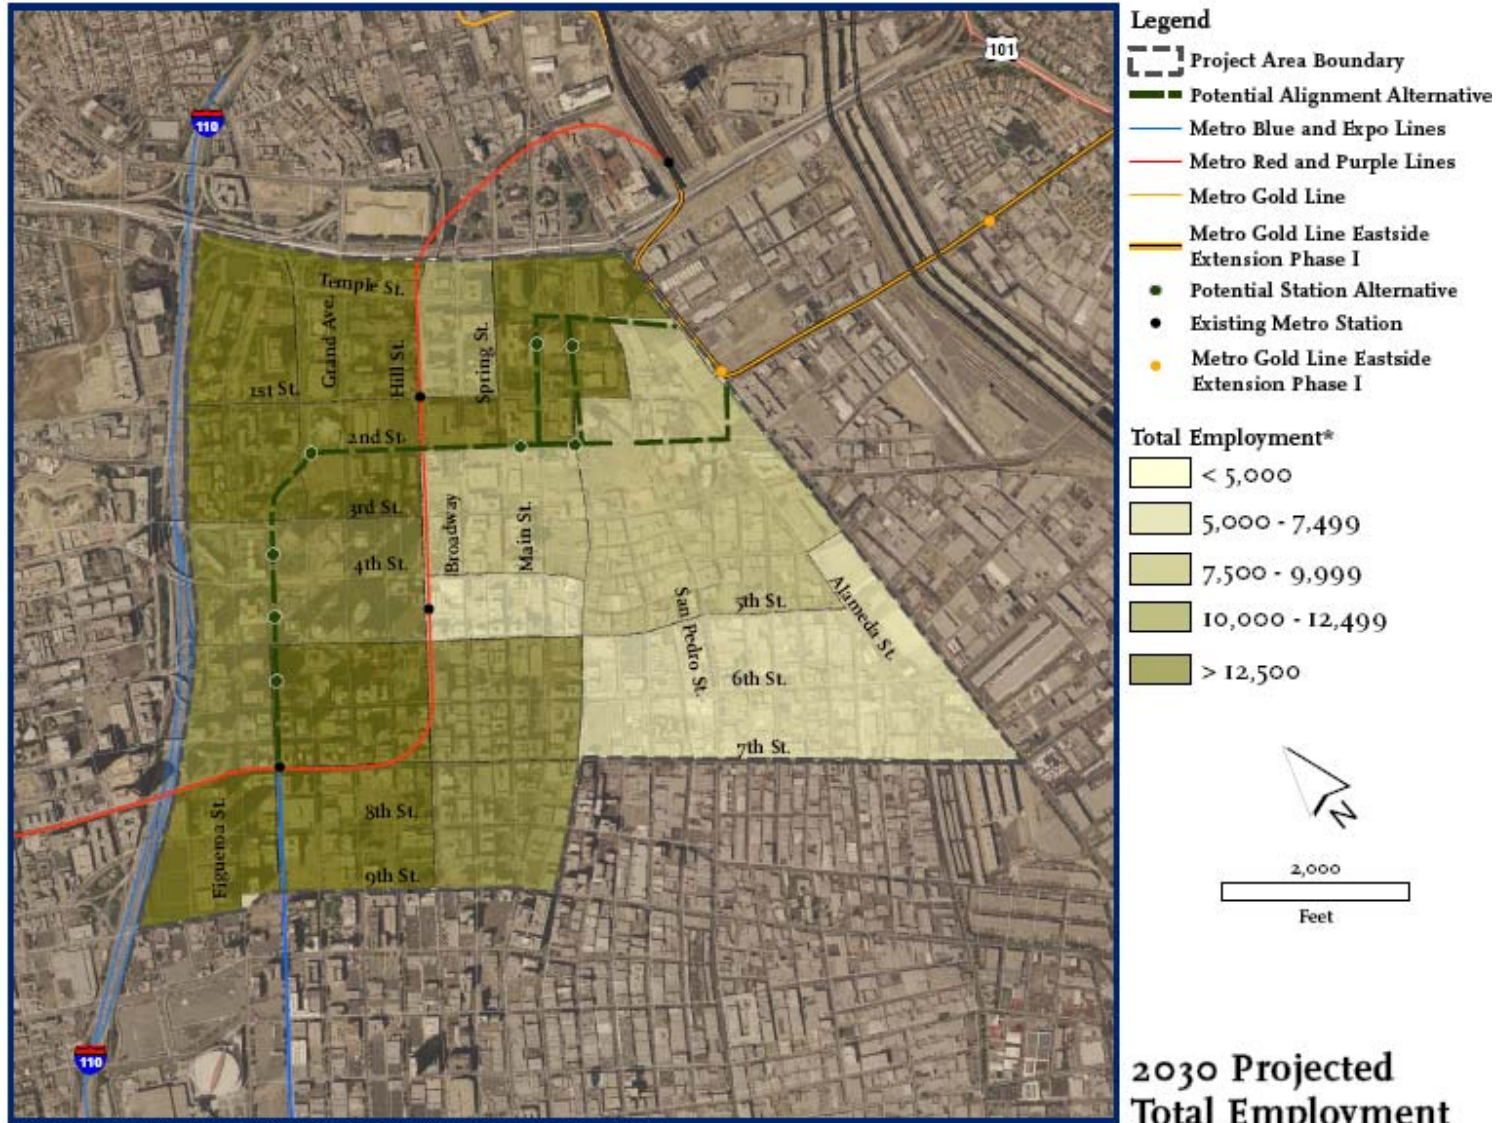 Legend
Project Area Boundary
Potential Alignment Alternative
Metro Blue and Expo Lines
Metro Red and Purple Lines
Metro Gold Line
Metro Gold Line Eastside
Extension Phase I
Potential Station Alternative
Existing Metro Station
Metro Gold Line Eastside
Extension Phase I
Total Employment*
< 5,000
5,000 - 7,499
7,500 - 9,999
10,000 - 12,499
> 12,500
N
2,000
Feet
2030 Projected
Total Employment
101
110
Temple St.
Grand Ave.
Hill St.
Spring St.
1st St.
2nd St.
3rd St.
Broadway
Main St.
4th St.
Alameda St.
San Pedro St.
5th St.
6th St.
7th St.
Figueroa St.
8th St.
9th St.
110